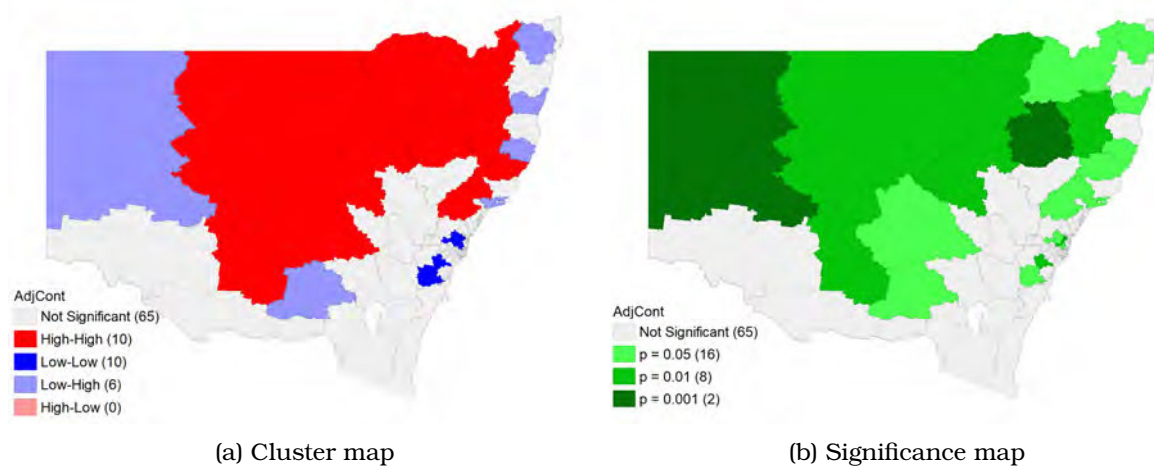 AdjCont
Not Significant (65)
High-High (10)
Low-Low (10)
Low-High (6)
High-Low (0)
(a) Cluster map
AdjCont
Not Significant (65)
p = 0.05 (16)
p = 0.01 (8)
p = 0.001 (2)
(b) Significance map